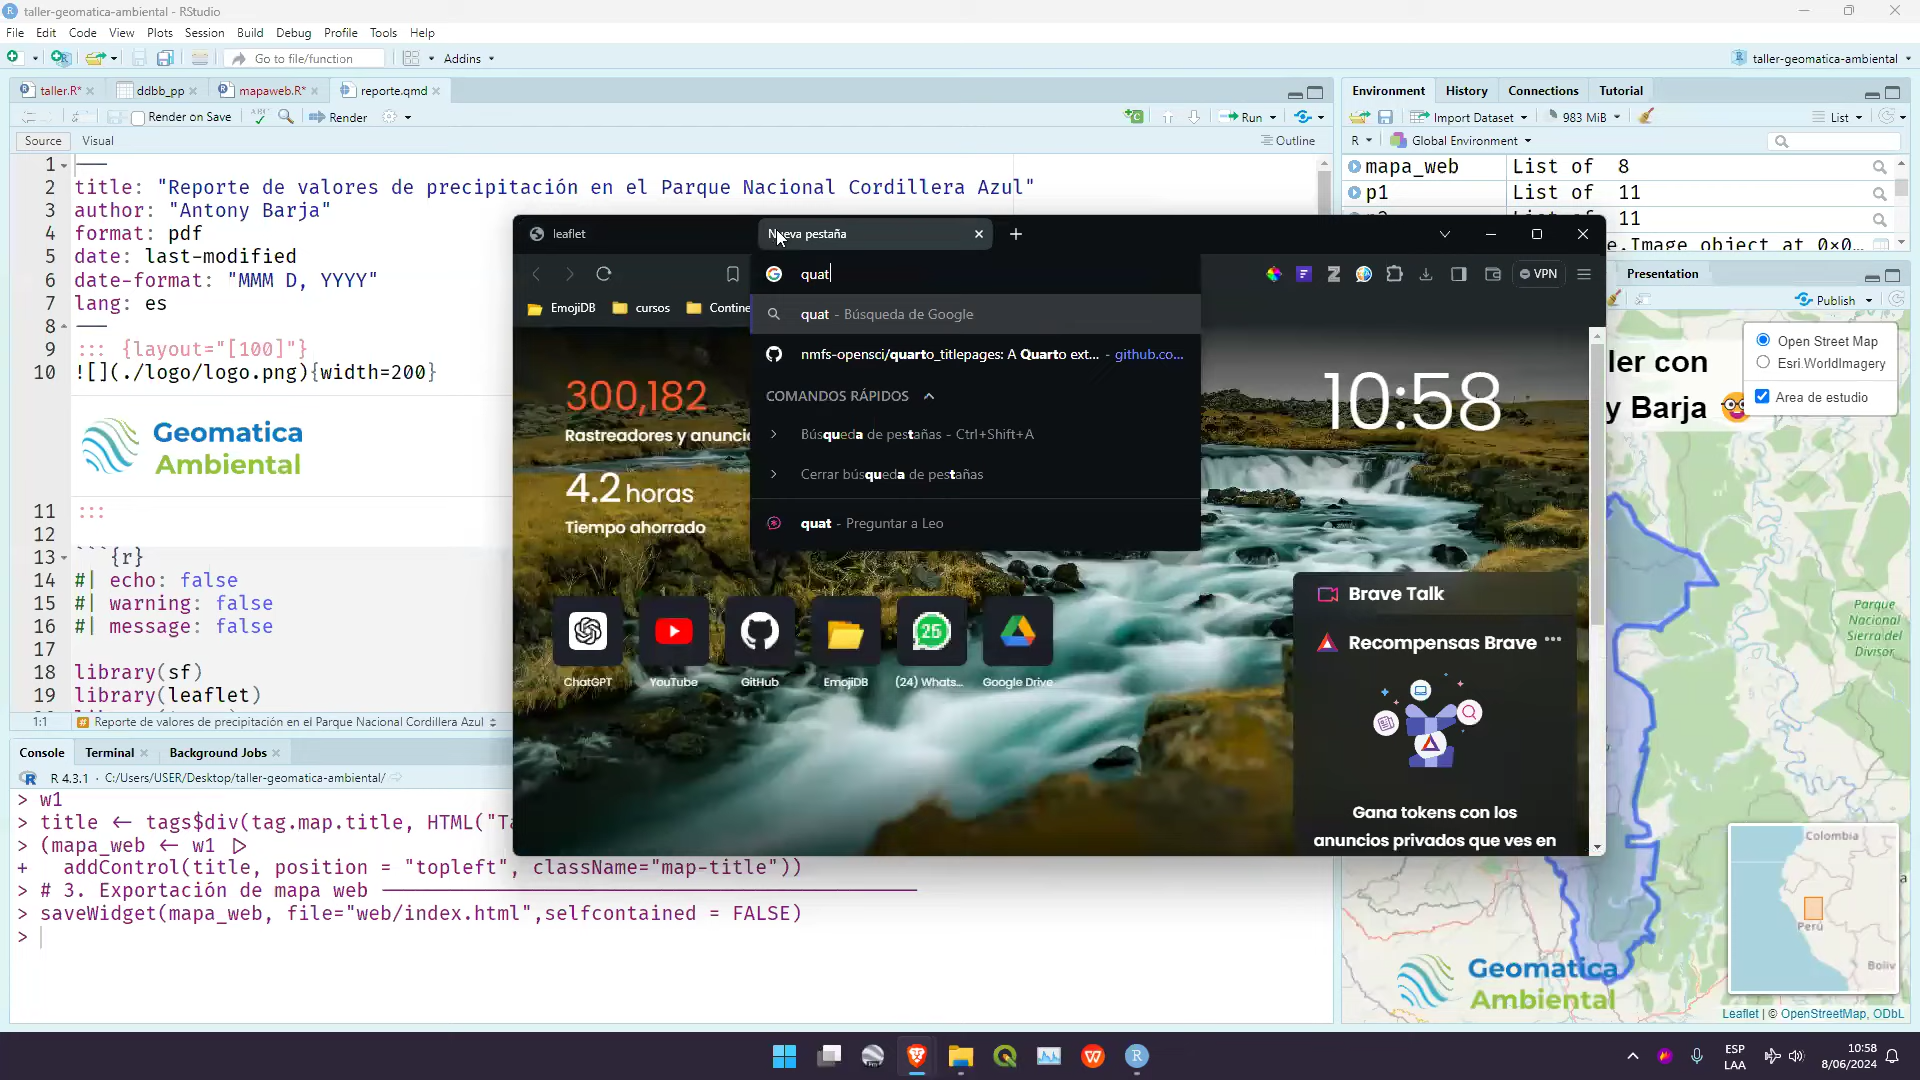 taller-geomatica-ambiental - RStudio
File Edit Code View Plots Session Build Debug Profile Tools Help
Go to file/function
Addins
taller-geomatica-ambiental
taller.R*
ddbb_pp
mapaweb.R*
reporte.qmd
Render on Save
Render
Run
Source Visual
Outline
1 ---
2 title: "Reporte de valores de precipitación en el Parque Nacional Cordillera Azul"
3 author: "Antony Barja"
4 format: pdf
5 date: last-modified
6 date-format: "MMM D, YYYY"
7 lang: es
8 ---
9 ::: {layout="[100]"}
10 ![](./logo/logo.png){width=200}
Geomatica
Ambiental
11 :::
12
13 ```{r}
14 #| echo: false
15 #| warning: false
16 #| message: false
17
18 library(sf)
19 library(leaflet)
1:1
Reporte de valores de precipitación en el Parque Nacional Cordillera Azul
Console Terminal Background Jobs
R 4.3.1 · C:/Users/USER/Desktop/taller-geomatica-ambiental/
> w1
> title <- tags$div(tag.map.title, HTML("Ta
> (mapa_web <- w1 |>
+ addControl(title, position = "topleft", className="map-title"))
> # 3. Exportación de mapa web
> saveWidget(mapa_web, file="web/index.html",selfcontained = FALSE)
>
leaflet
Nueva pestaña
quat
VPN
EmojiDB
cursos
Contine
quat - Búsqueda de Google
nmfs-opensci/quarto_titlepages: A Quarto ext... - github.co...
COMANDOS RÁPIDOS
Búsqueda de pestañas - Ctrl+Shift+A
Cerrar búsqueda de pestañas
quat - Preguntar a Leo
300,182
Rastreadores y anuncio
4.2 horas
Tiempo ahorrado
10:58
ChatGPT
YouTube
GitHub
EmojiDB
25
(24) Whats...
Google Drive
Brave Talk
Recompensas Brave
Gana tokens con los
anuncios privados que ves en
Environment History Connections Tutorial
Import Dataset
983 MiB
List
R
Global Environment
mapa_web List of 8
p1 List of 11
11
e.Image object at 0x0...
Presentation
Publish
ler con
y Barja
Open Street Map
Esri.WorldImagery
Area de estudio
Parque
Nacional
Sierra del
Divisor
Colombia
Perú
Boliv
Geomatica
Ambiental
Leaflet | © OpenStreetMap, ODbL
ESP
LAA
10:58
8/06/2024